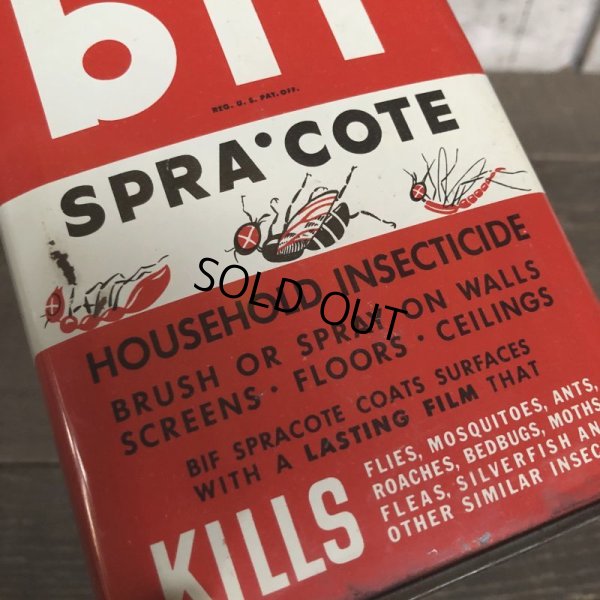 bif
REG. U. S. PAT. OFF.
SPRA·COTE
HOUSEHOLD INSECTICIDE
BRUSH OR SPRAY ON WALLS
SCREENS · FLOORS · CEILINGS
BIF SPRACOTE COATS SURFACES
WITH A LASTING FILM THAT
KILLS
FLIES, MOSQUITOES, ANTS,
ROACHES, BEDBUGS, MOTHS
FLEAS, SILVERFISH AN
OTHER SIMILAR INSEC
SOLD OUT